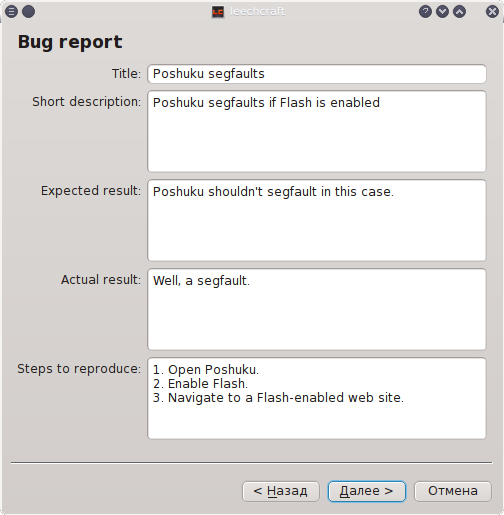 leechcraft
Bug report
Title: Poshuku segfaults
Short description: Poshuku segfaults if Flash is enabled
Expected result: Poshuku shouldn't segfault in this case.
Actual result: Well, a segfault.
Steps to reproduce: 1. Open Poshuku.
2. Enable Flash.
3. Navigate to a Flash-enabled web site.
< Назад Далее > Отмена